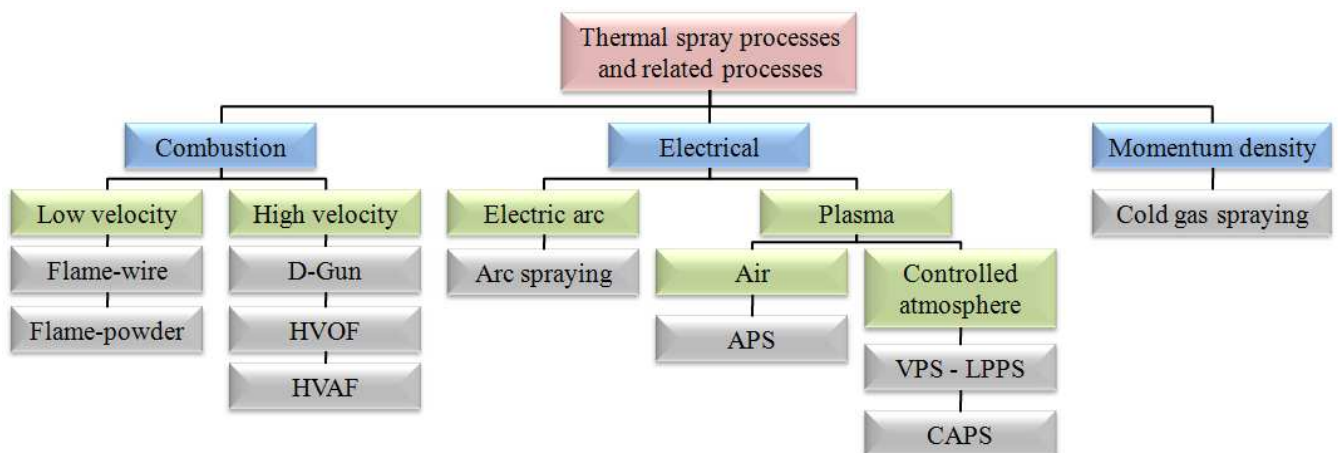 Thermal spray processes
and related processes
Combustion
Electrical
Momentum density
Low velocity
High velocity
Electric arc
Plasma
Cold gas spraying
Flame-wire
D-Gun
Arc spraying
Air
Controlled
atmosphere
Flame-powder
HVOF
APS
HVAF
VPS - LPPS
CAPS